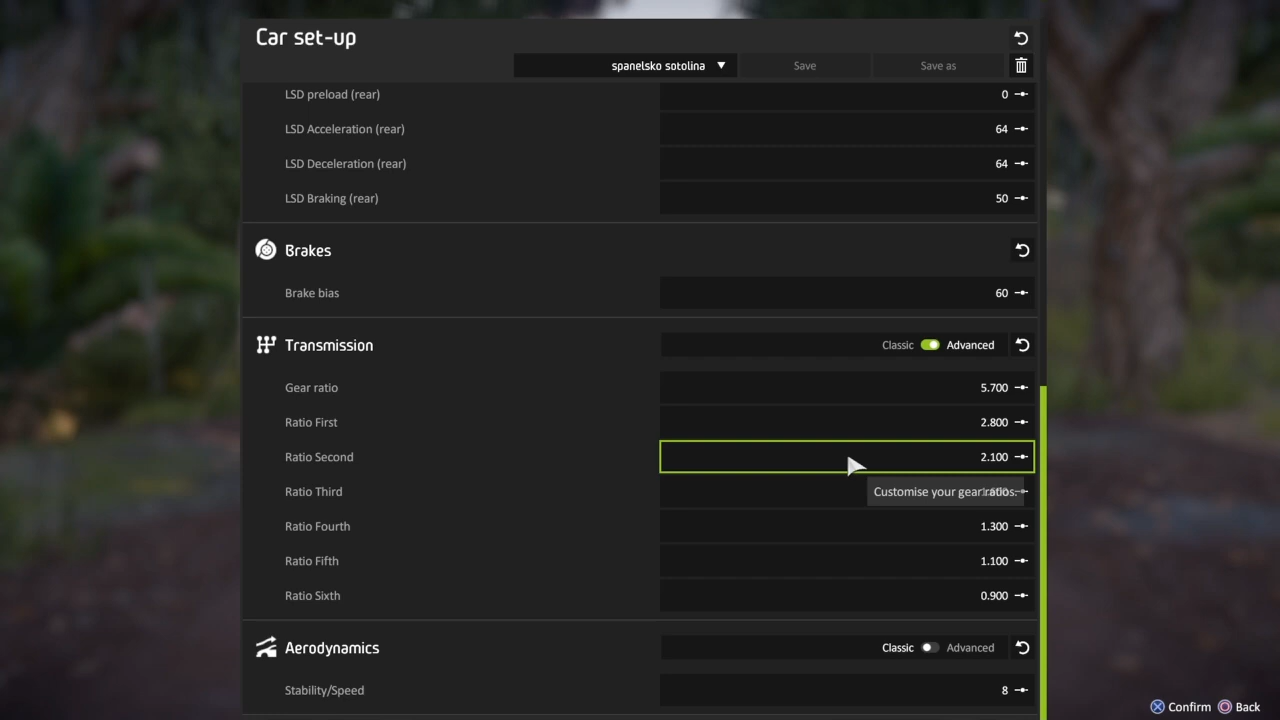 Car set-up
spanelsko sotolina Save Save as
LSD preload (rear) 0
LSD Acceleration (rear) 64
LSD Deceleration (rear) 64
LSD Braking (rear) 50
Brakes
Brake bias 60
Transmission Classic Advanced
Gear ratio 5.700
Ratio First 2.800
Ratio Second 2.100
Ratio Third Customise your gear ratios.
Ratio Fourth 1.300
Ratio Fifth 1.100
Ratio Sixth 0.900
Aerodynamics Classic Advanced
Stability/Speed 8
Confirm Back